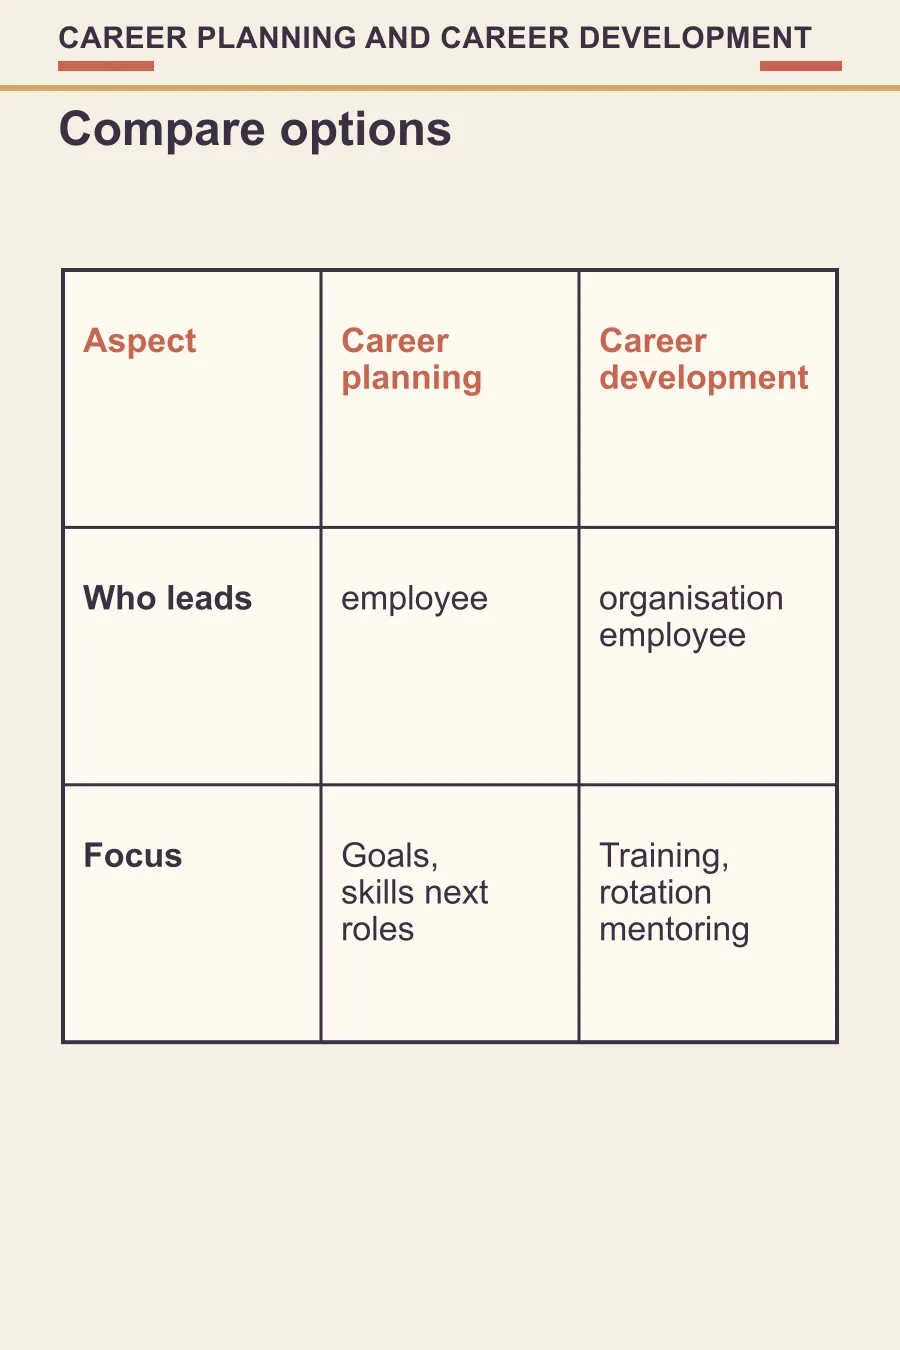 CAREER PLANNING AND CAREER DEVELOPMENT
Compare options
Aspect
Career
planning
Career
development
Who leads
employee
organisation
employee
Focus
Goals,
skills next
roles
Training,
rotation
mentoring